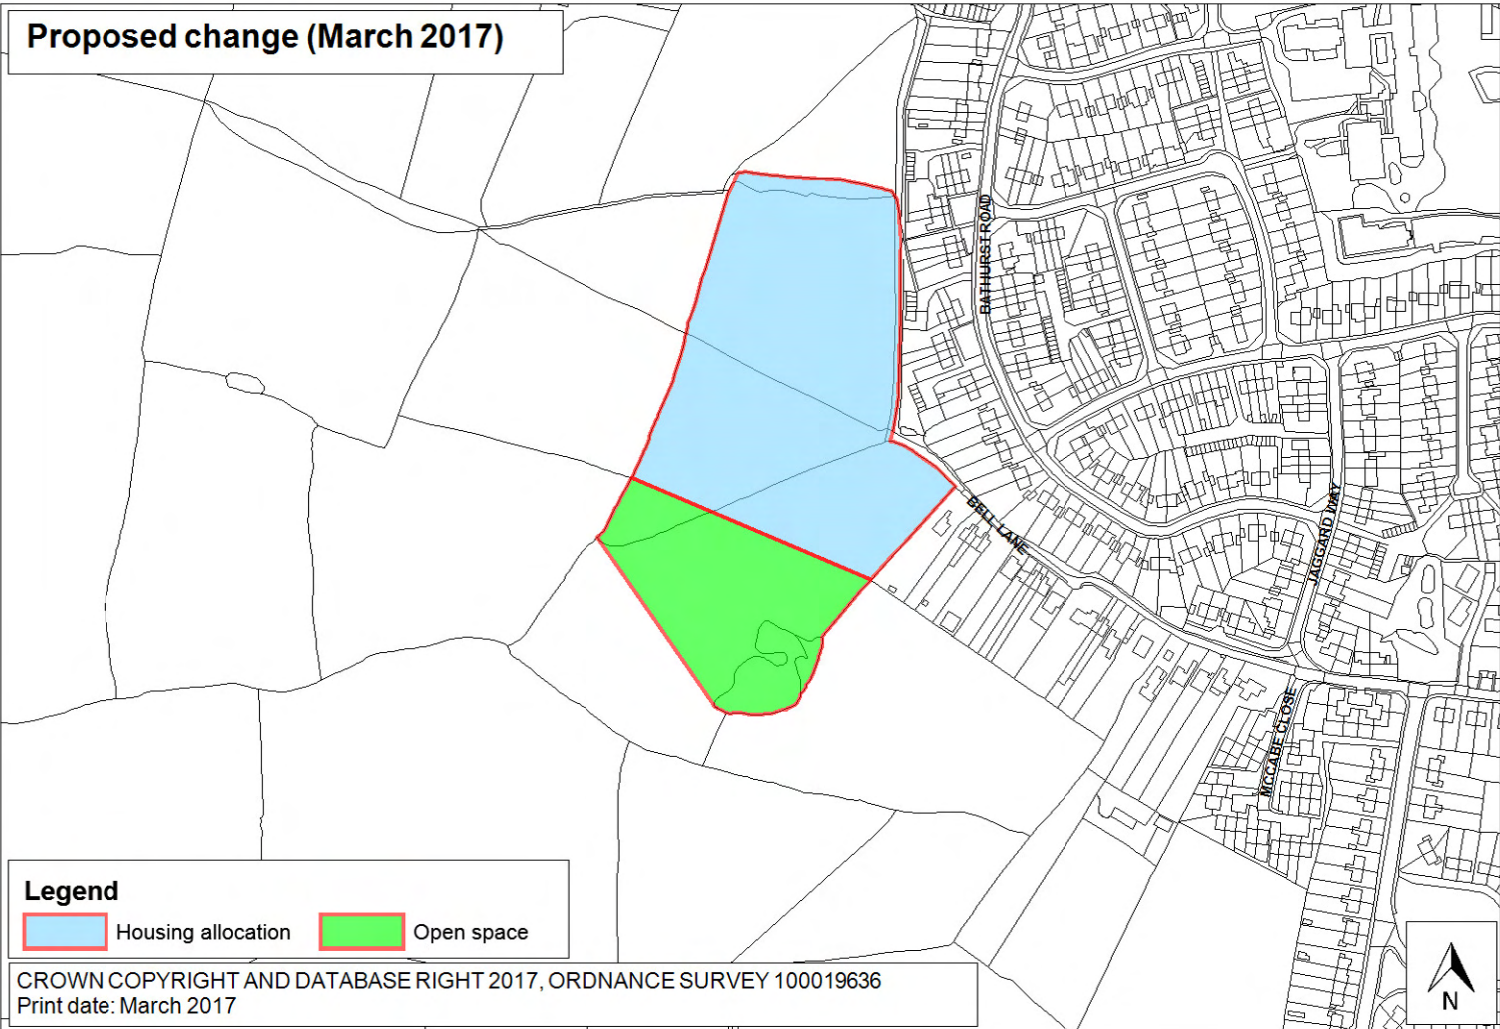 Proposed change (March 2017)
BATHURST ROAD
BELL LANE
JAGGARD WAY
MCCABE CLOSE
Legend
Housing allocation
Open space
CROWN COPYRIGHT AND DATABASE RIGHT 2017, ORDNANCE SURVEY 100019636
Print date: March 2017
N